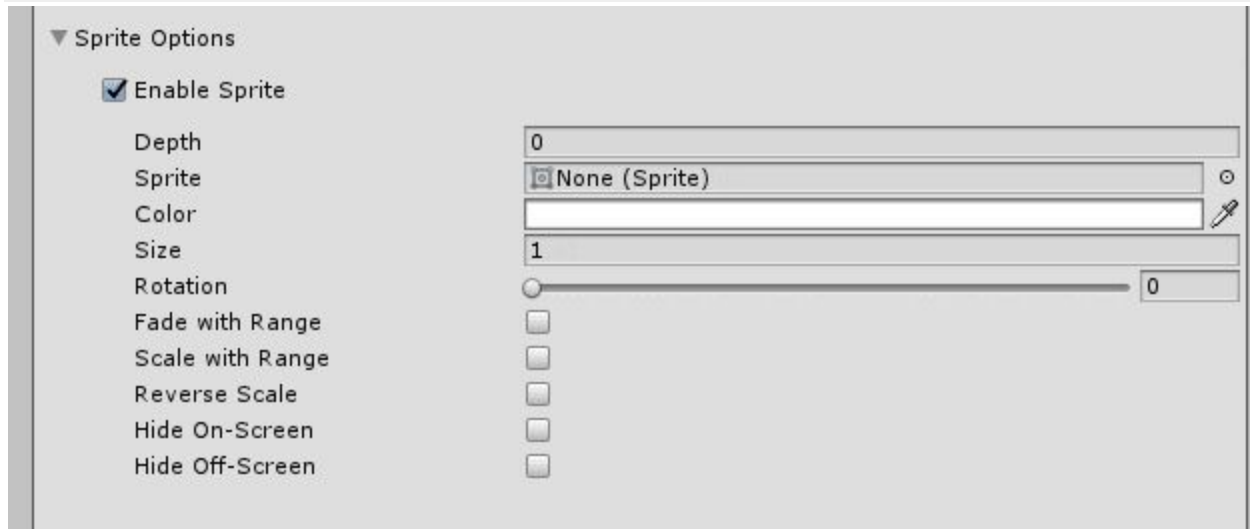 Sprite Options
Enable Sprite
Depth 0
Sprite None (Sprite)
Color
Size 1
Rotation 0
Fade with Range
Scale with Range
Reverse Scale
Hide On-Screen
Hide Off-Screen